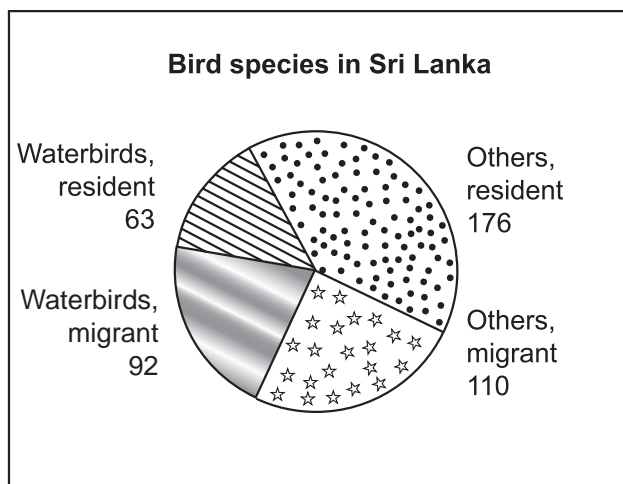 Bird species in Sri Lanka
Waterbirds,
resident
63
Others,
resident
176
Waterbirds,
migrant
92
Others,
migrant
110